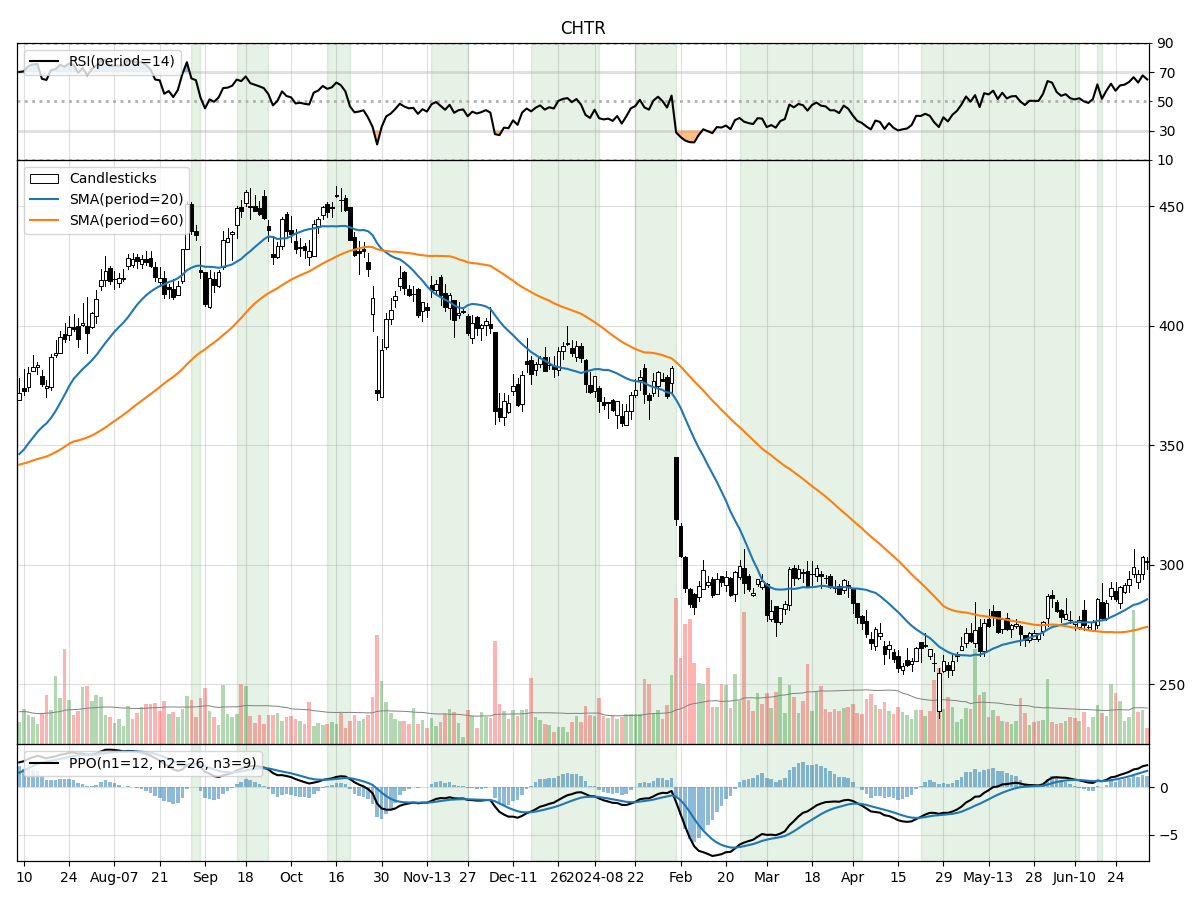 CHTR
RSI(period=14)
90
70
50
30
10
Candlesticks
SMA(period=20)
SMA(period=60)
450
400
350
300
250
PPO(n1=12, n2=26, n3=9)
0
−5
10 24 Aug-07 21 Sep 18 Oct 16 30 Nov-13 27 Dec-11 26 2024-08 22 Feb 20 Mar 18 Apr 15 29 May-13 28 Jun-10 24